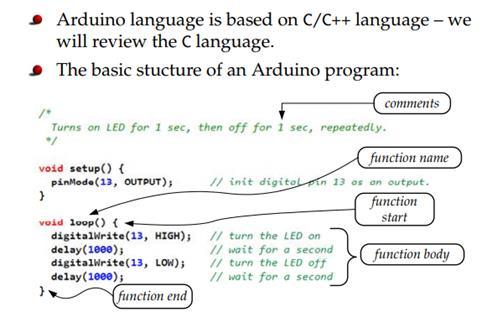 Arduino language is based on C/C++ language – we
will review the C language.
The basic stucture of an Arduino program:
comments
/*
Turns on LED for 1 sec, then off for 1 sec, repeatedly.
*/
function name
void setup() {
pinMode(13, OUTPUT); // init digital pin 13 as an output.
}
function
start
void loop() {
digitalWrite(13, HIGH); // turn the LED on
delay(1000); // wait for a second
function body
digitalWrite(13, LOW); // turn the LED off
delay(1000); // wait for a second
}
function end